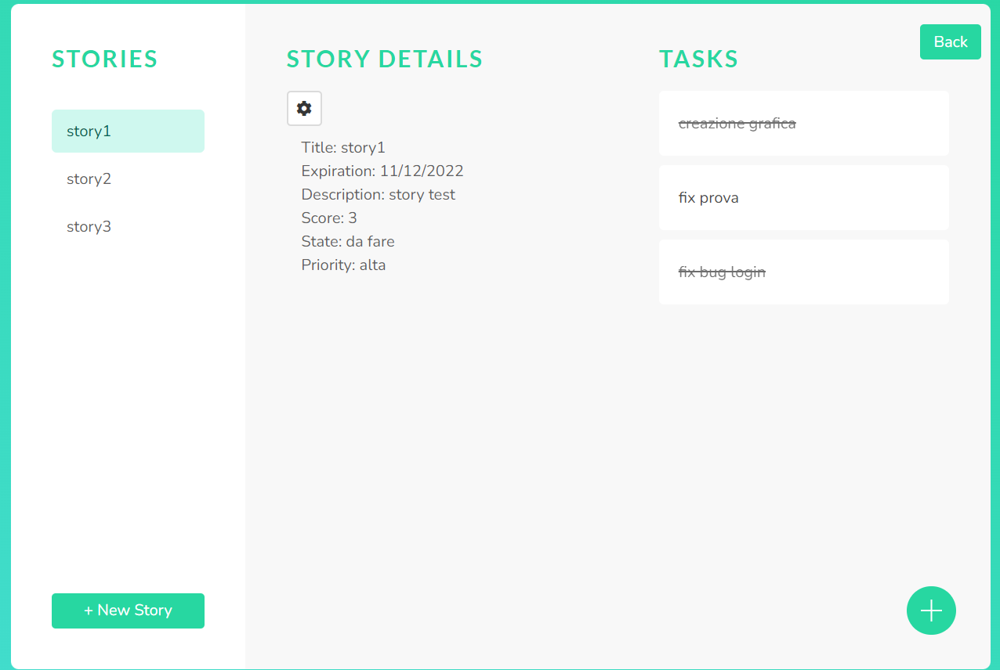 STORIES
story1
story2
story3
+ New Story
STORY DETAILS
Title: story1
Expiration: 11/12/2022
Description: story test
Score: 3
State: da fare
Priority: alta
Back
TASKS
creazione grafica
fix prova
fix bug login